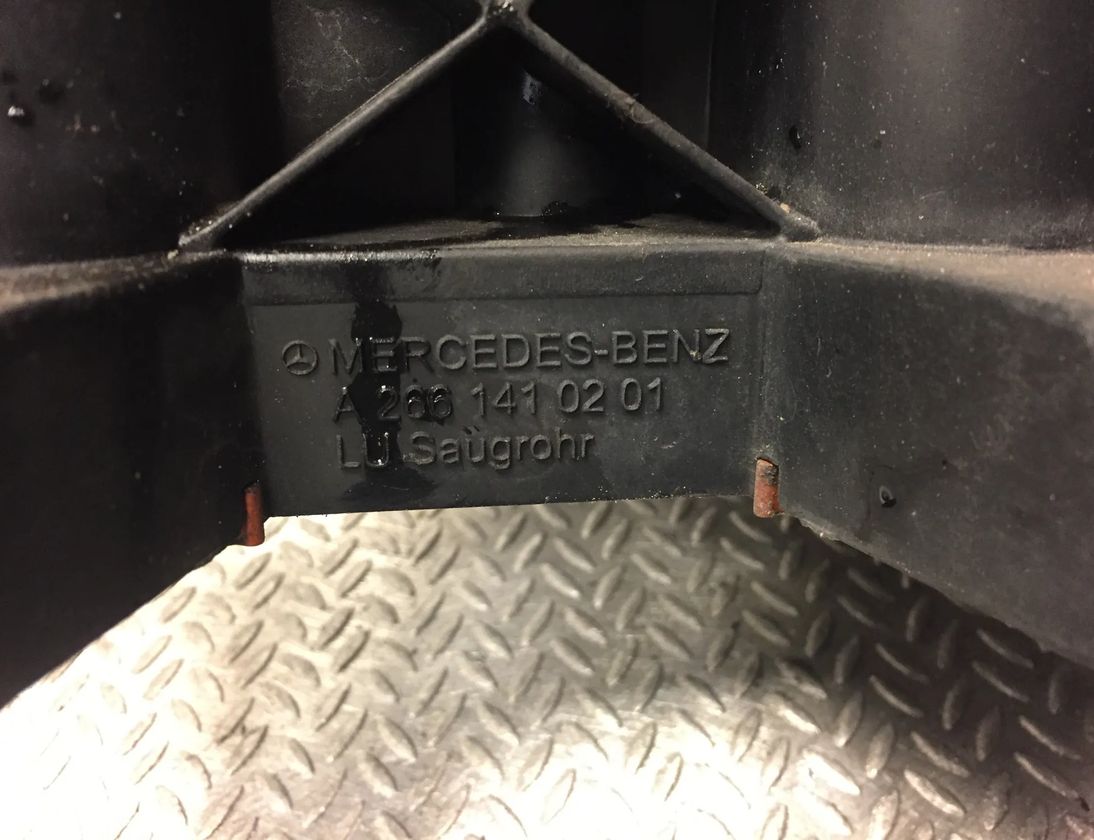 MERCEDES-BENZ
A 266 141 02 01
LU Saügrohr